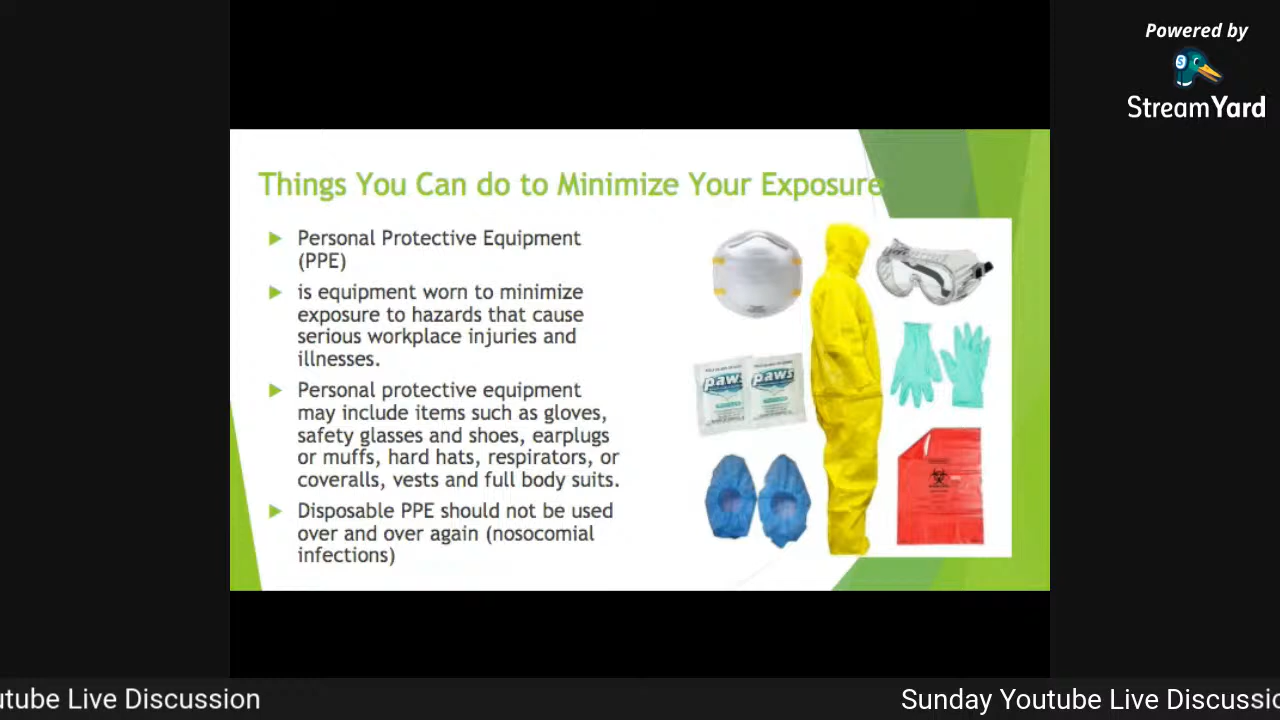 Powered by
StreamYard
Things You Can do to Minimize Your Exposure
Personal Protective Equipment
(PPE)
is equipment worn to minimize
exposure to hazards that cause
serious workplace injuries and
illnesses.
Personal protective equipment
may include items such as gloves,
safety glasses and shoes, earplugs
or muffs, hard hats, respirators, or
coveralls, vests and full body suits.
Disposable PPE should not be used
over and over again (nosocomial
infections)
paws
paws
utube Live Discussion
Sunday Youtube Live Discussio